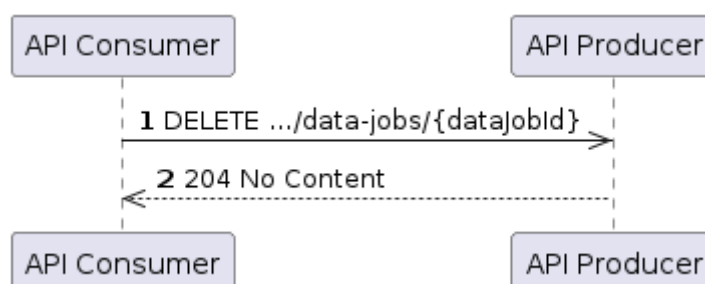 API Consumer
API Producer
1 DELETE .../data-jobs/{dataJobId}
2 204 No Content
API Consumer
API Producer